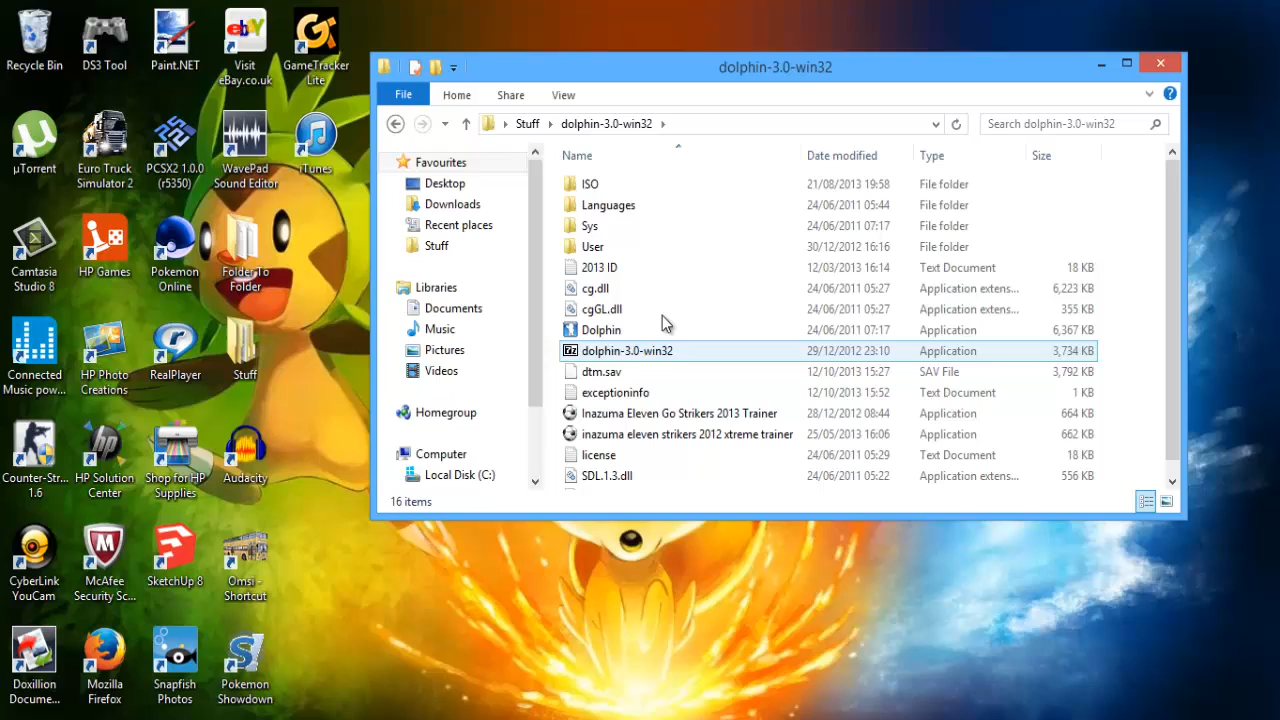 Recycle Bin
DS3 Tool
Paint.NET
Visit
eBay.co.uk
GameTracker
Lite
µTorrent
Euro Truck
Simulator 2
PCSX2 1.0.0
(r5350)
WavePad
Sound Editor
iTunes
Camtasia
Studio 8
HP Games
Pokemon
Online
Folder To
Folder
Connected
Music pow...
HP Photo
Creations
RealPlayer
Stuff
Counter-Str...
1.6
HP Solution
Center
Shop for HP
Supplies
Audacity
CyberLink
YouCam
McAfee
Security Sc...
SketchUp 8
Omsi -
Shortcut
Doxillion
Docume...
Mozilla
Firefox
Snapfish
Photos
Pokemon
Showdown
dolphin-3.0-win32
File Home Share View
Stuff dolphin-3.0-win32 Search dolphin-3.0-win32
Favourites
Desktop
Downloads
Recent places
Stuff
Libraries
Documents
Music
Pictures
Videos
Homegroup
Computer
Local Disk (C:)
Name Date modified Type Size
ISO 21/08/2013 19:58 File folder
Languages 24/06/2011 05:44 File folder
Sys 24/06/2011 07:17 File folder
User 30/12/2012 16:16 File folder
2013 ID 12/03/2013 16:14 Text Document 18 KB
cg.dll 24/06/2011 05:27 Application extens... 6,223 KB
cgGL.dll 24/06/2011 05:27 Application extens... 355 KB
Dolphin 24/06/2011 07:17 Application 6,367 KB
dolphin-3.0-win32 29/12/2012 23:10 Application 3,734 KB
dtm.sav 12/10/2013 15:27 SAV File 3,792 KB
exceptioninfo 12/10/2013 15:52 Text Document 1 KB
Inazuma Eleven Go Strikers 2013 Trainer 28/12/2012 08:44 Application 664 KB
inazuma eleven strikers 2012 xtreme trainer 25/05/2013 16:06 Application 662 KB
license 24/06/2011 05:29 Text Document 18 KB
SDL.1.3.dll 24/06/2011 05:29 Application extens... 556 KB
16 items